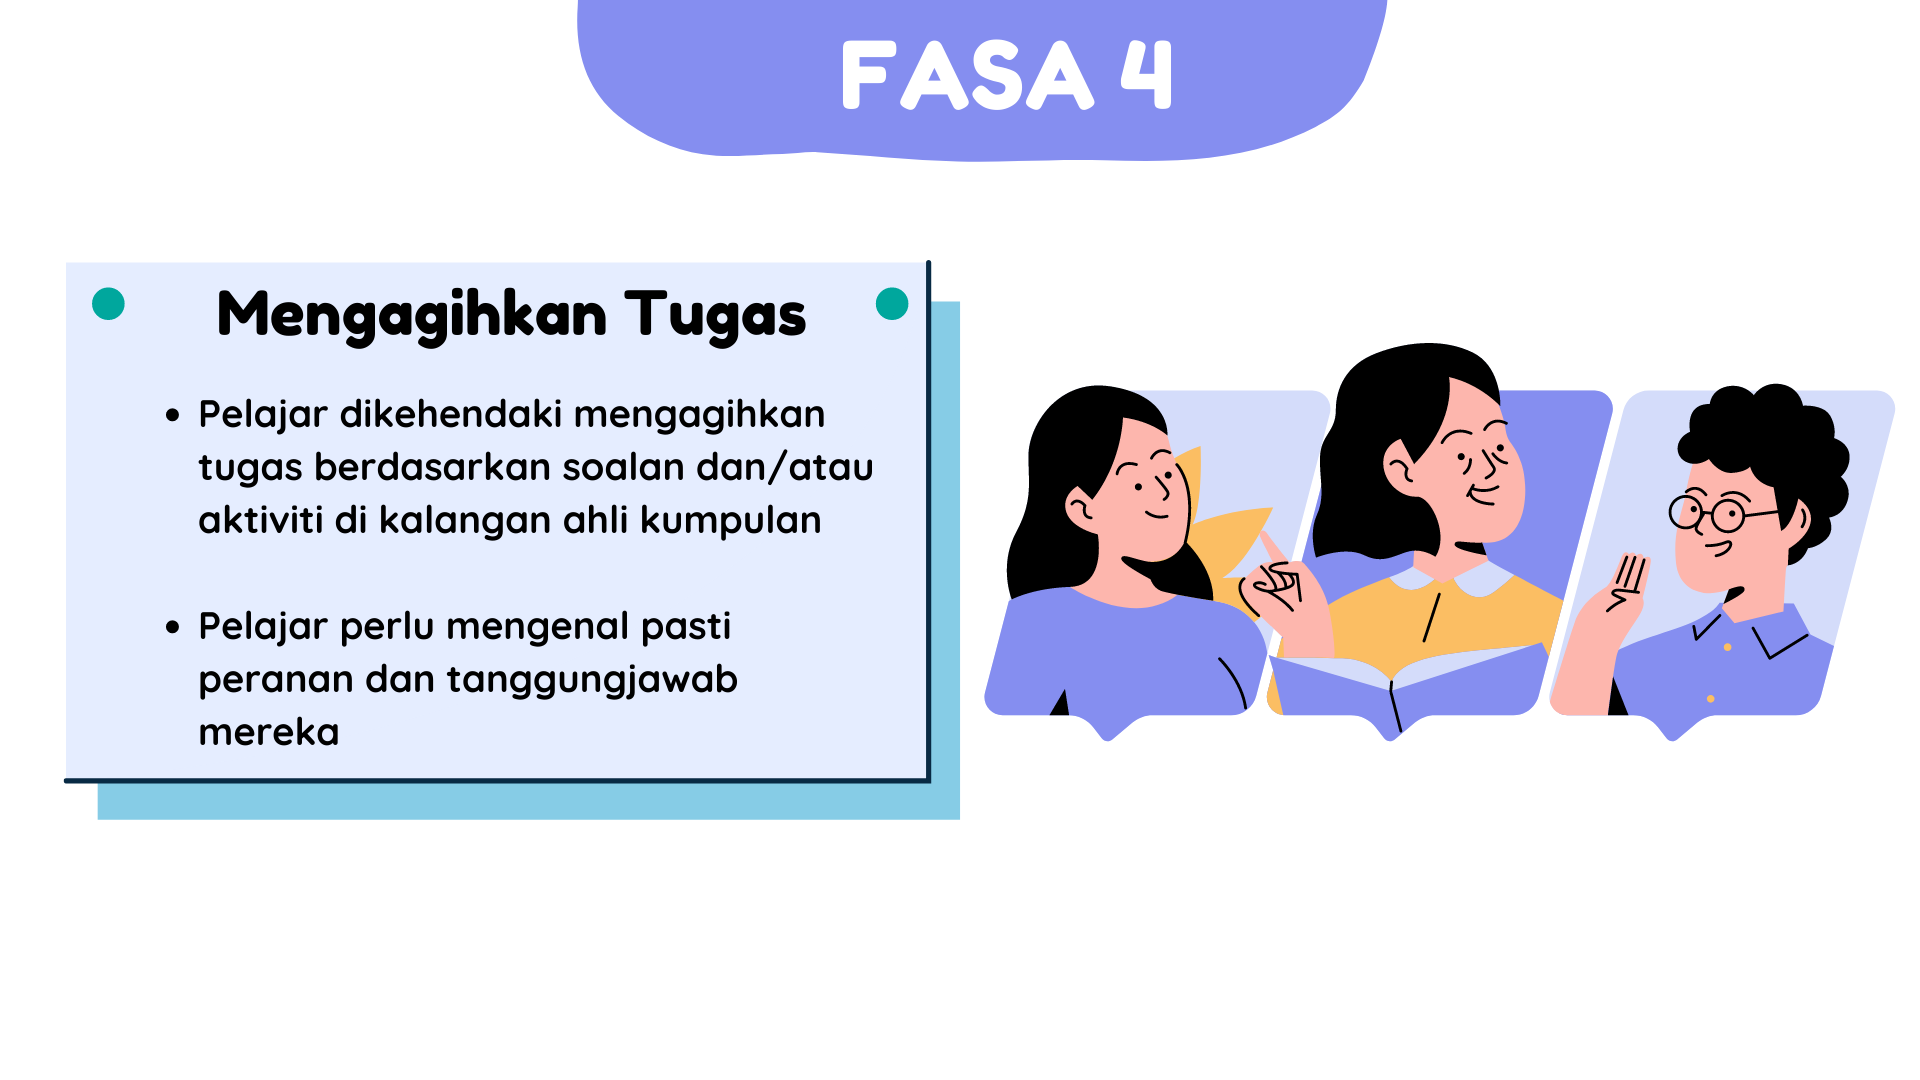 FASA 4
Mengagihkan Tugas
• Pelajar dikehendaki mengagihkan
tugas berdasarkan soalan dan/atau
aktiviti di kalangan ahli kumpulan
• Pelajar perlu mengenal pasti
peranan dan tanggungjawab
mereka